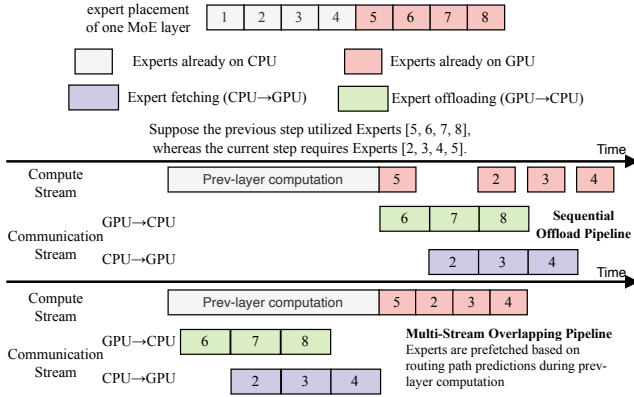 expert placement
of one MoE layer
1 2 3 4 5 6 7 8
Experts already on CPU
Experts already on GPU
Expert fetching (CPU→GPU)
Expert offloading (GPU→CPU)
Suppose the previous step utilized Experts [5, 6, 7, 8],
whereas the current step requires Experts [2, 3, 4, 5].
Time
Compute
Stream
Prev-layer computation
5 2 3 4
Communication
Stream
GPU→CPU
6 7 8
CPU→GPU
2 3 4
Sequential
Offload Pipeline
Time
Compute
Stream
Prev-layer computation
5 2 3 4
Communication
Stream
GPU→CPU
6 7 8
CPU→GPU
2 3 4
Multi-Stream Overlapping Pipeline
Experts are prefetched based on
routing path predictions during prev-
layer computation